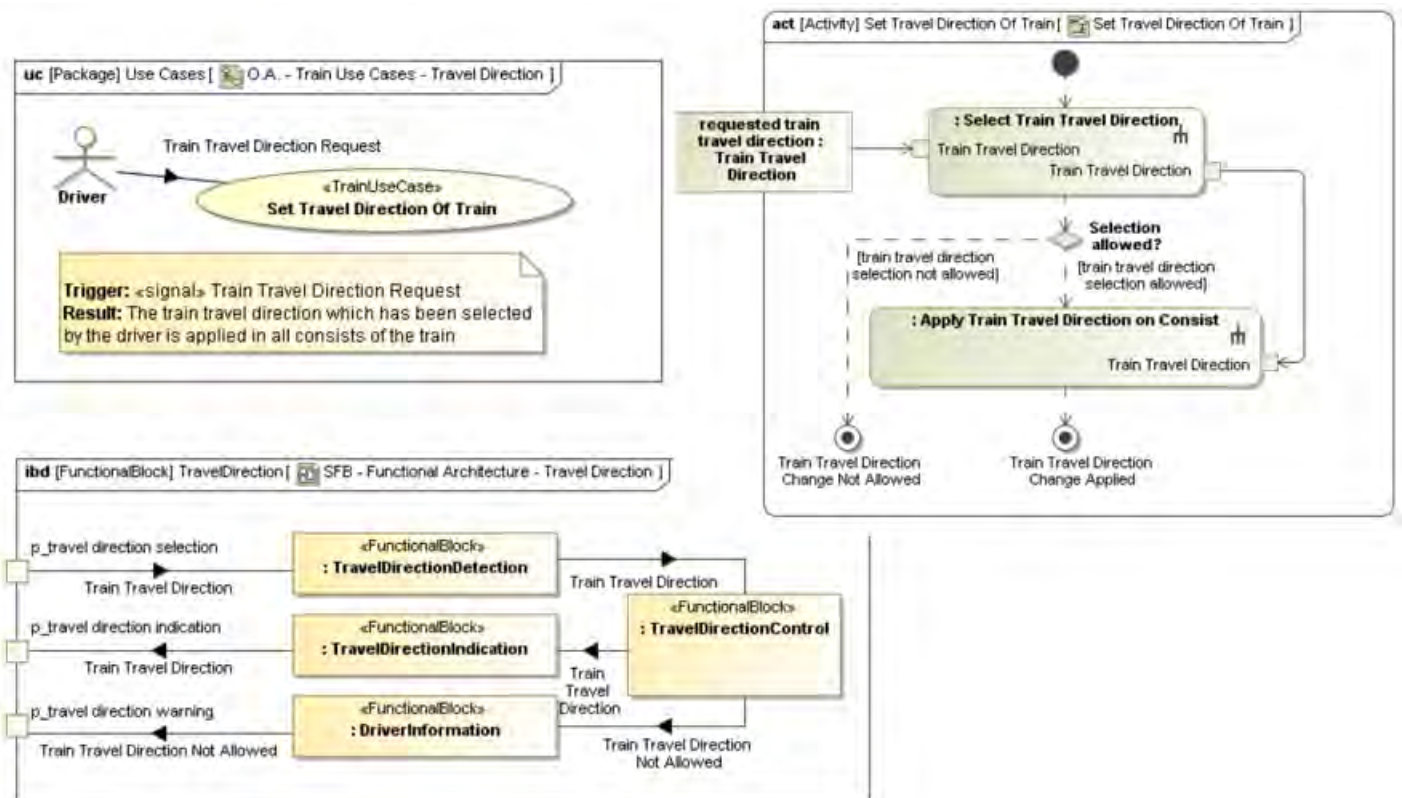 uc [Package] Use Cases [ O.A. - Train Use Cases - Travel Direction ]
Train Travel Direction Request
Driver
«TrainUseCase»
Set Travel Direction Of Train
Trigger: «signal» Train Travel Direction Request
Result: The train travel direction which has been selected
by the driver is applied in all consists of the train
act [Activity] Set Travel Direction Of Train [ Set Travel Direction Of Train ]
requested train
travel direction :
Train Travel
Direction
: Select Train Travel Direction
Train Travel Direction
Train Travel Direction
Selection
allowed?
[train travel direction
selection not allowed]
[train travel direction
selection allowed]
: Apply Train Travel Direction on Consist
Train Travel Direction
Train Travel Direction
Change Not Allowed
Train Travel Direction
Change Applied
ibd [FunctionalBlock] TravelDirection [ SFB - Functional Architecture - Travel Direction ]
p_travel direction selection
Train Travel Direction
«FunctionalBlock»
: TravelDirectionDetection
Train Travel Direction
«FunctionalBlock»
: TravelDirectionControl
p_travel direction indication
Train Travel Direction
«FunctionalBlock»
: TravelDirectionIndication
Train
Travel
Direction
p_travel direction warning
Train Travel Direction Not Allowed
«FunctionalBlock»
: DriverInformation
Train Travel Direction
Not Allowed